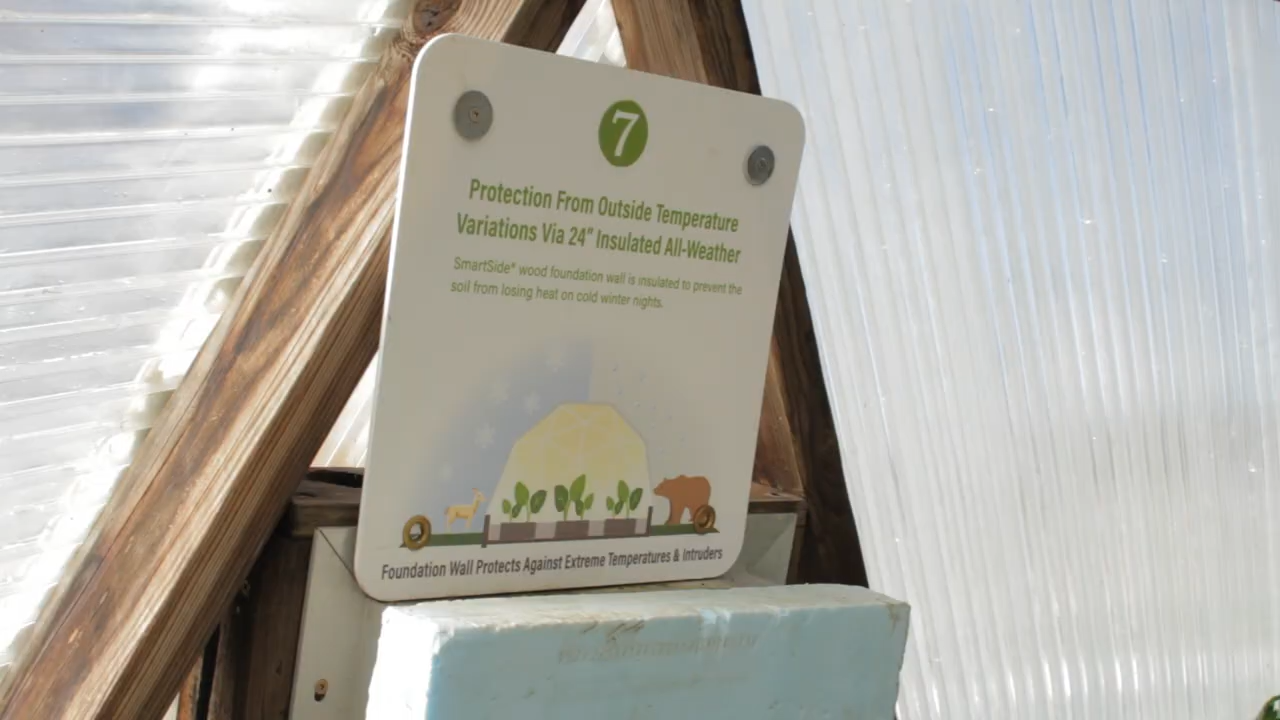 7
Protection From Outside Temperature
Variations Via 24" Insulated All-Weather
SmartSide® wood foundation wall is insulated to prevent the
soil from losing heat on cold winter nights.
Foundation Wall Protects Against Extreme Temperatures & Intruders